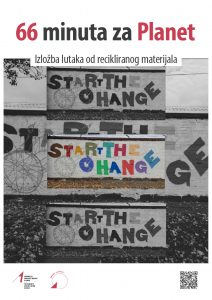 66 minuta za Planet
Izložba lutaka od recikliranog materijala
START THE
CHANGE
START THE
CHANGE
START THE
CHANGE